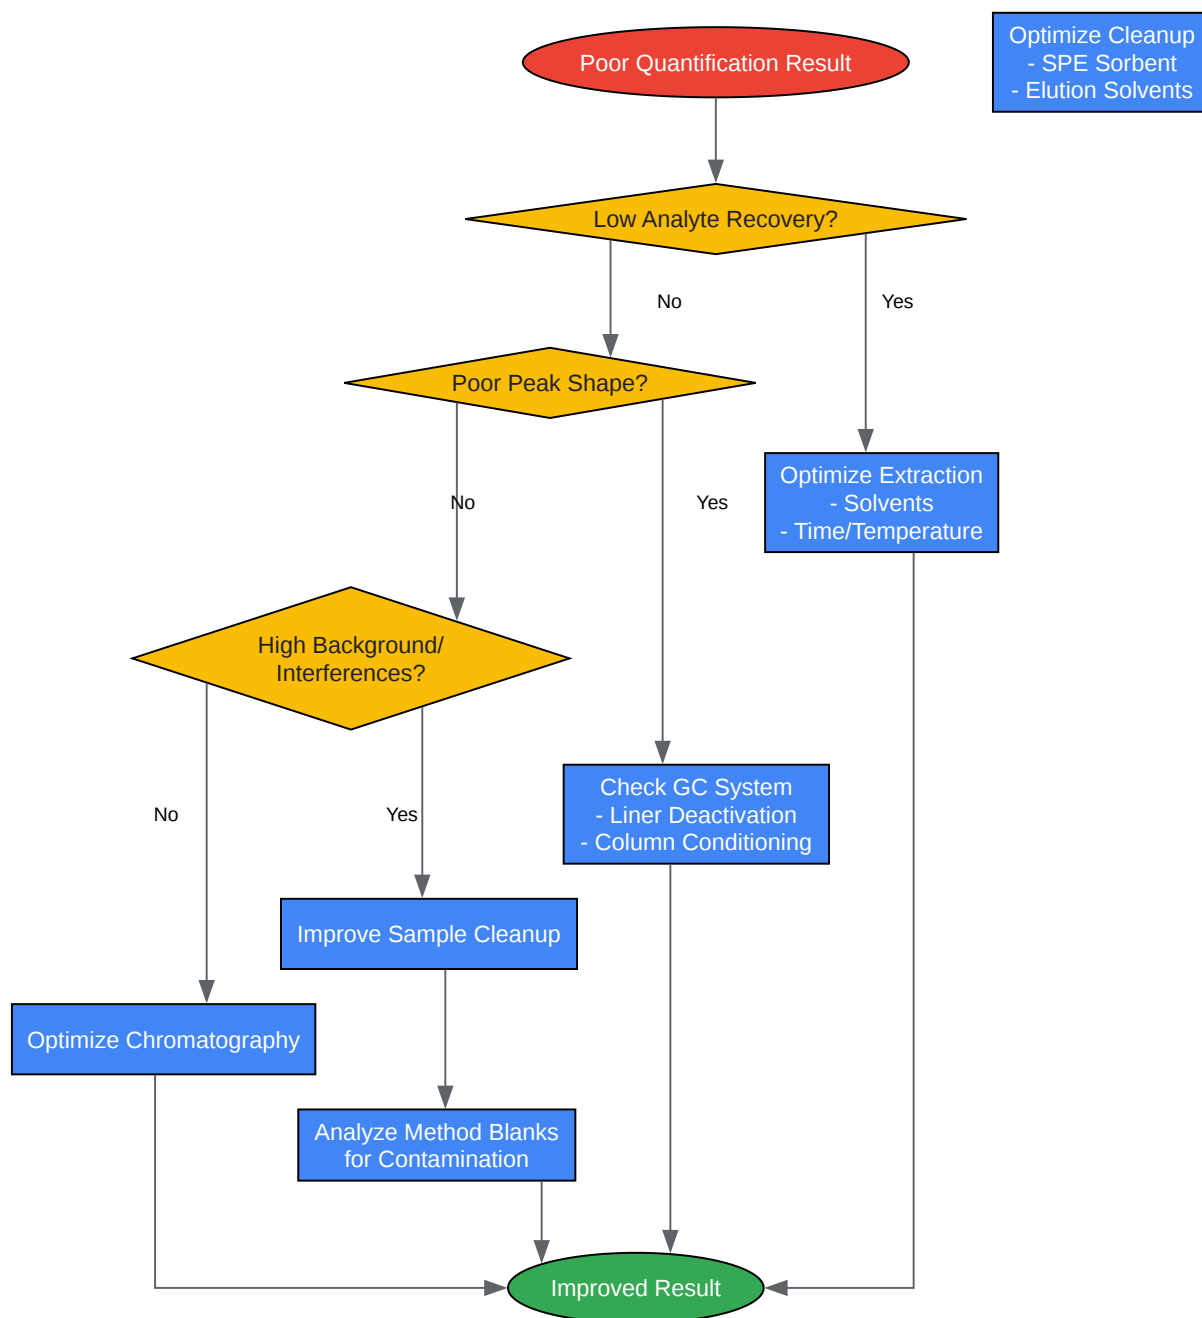 Poor Quantification Result
Optimize Cleanup
- SPE Sorbent
- Elution Solvents
Low Analyte Recovery?
No
Yes
Poor Peak Shape?
Optimize Extraction
- Solvents
- Time/Temperature
No
Yes
High Background/
Interferences?
Check GC System
- Liner Deactivation
- Column Conditioning
No
Yes
Improve Sample Cleanup
Optimize Chromatography
Analyze Method Blanks
for Contamination
Improved Result